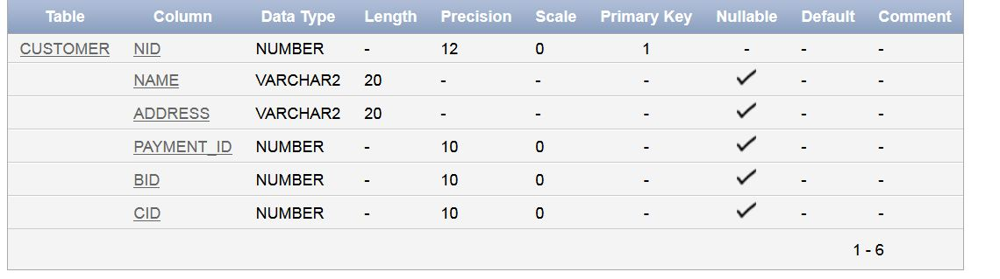 Table Column Data Type Length Precision Scale Primary Key Nullable Default Comment
CUSTOMER NID NUMBER - 12 0 1 - - -
NAME VARCHAR2 20 - - - - -
ADDRESS VARCHAR2 20 - - - - -
PAYMENT_ID NUMBER - 10 0 - - -
BID NUMBER - 10 0 - - -
CID NUMBER - 10 0 - - -
1 - 6